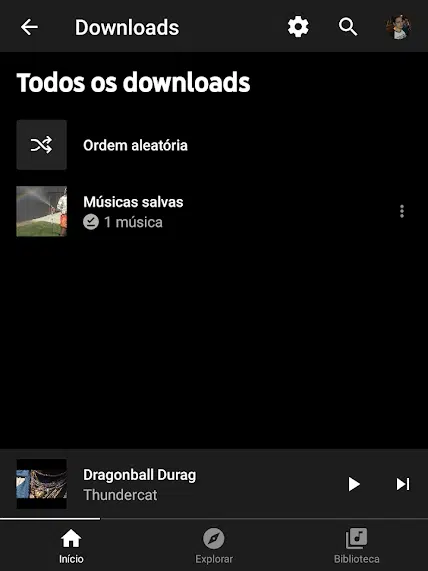 Downloads
Todos os downloads
Ordem aleatória
Músicas salvas
1 música
Dragonball Durag
Thundercat
Início
Explorar
Biblioteca